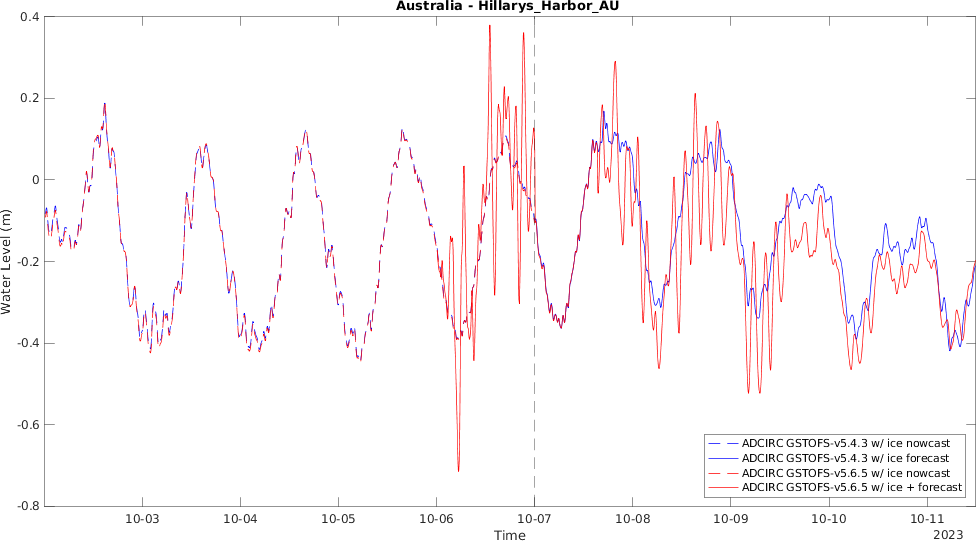 Australia - Hillarys_Harbor_AU
0.4
0.2
0
-0.2
-0.4
-0.6
-0.8
Water Level (m)
ADCIRC GSTOFS-v5.4.3 w/ ice nowcast
ADCIRC GSTOFS-v5.4.3 w/ ice forecast
ADCIRC GSTOFS-v5.6.5 w/ ice nowcast
ADCIRC GSTOFS-v5.6.5 w/ ice + forecast
10-03 10-04 10-05 10-06 10-07 10-08 10-09 10-10 10-11
Time
2023